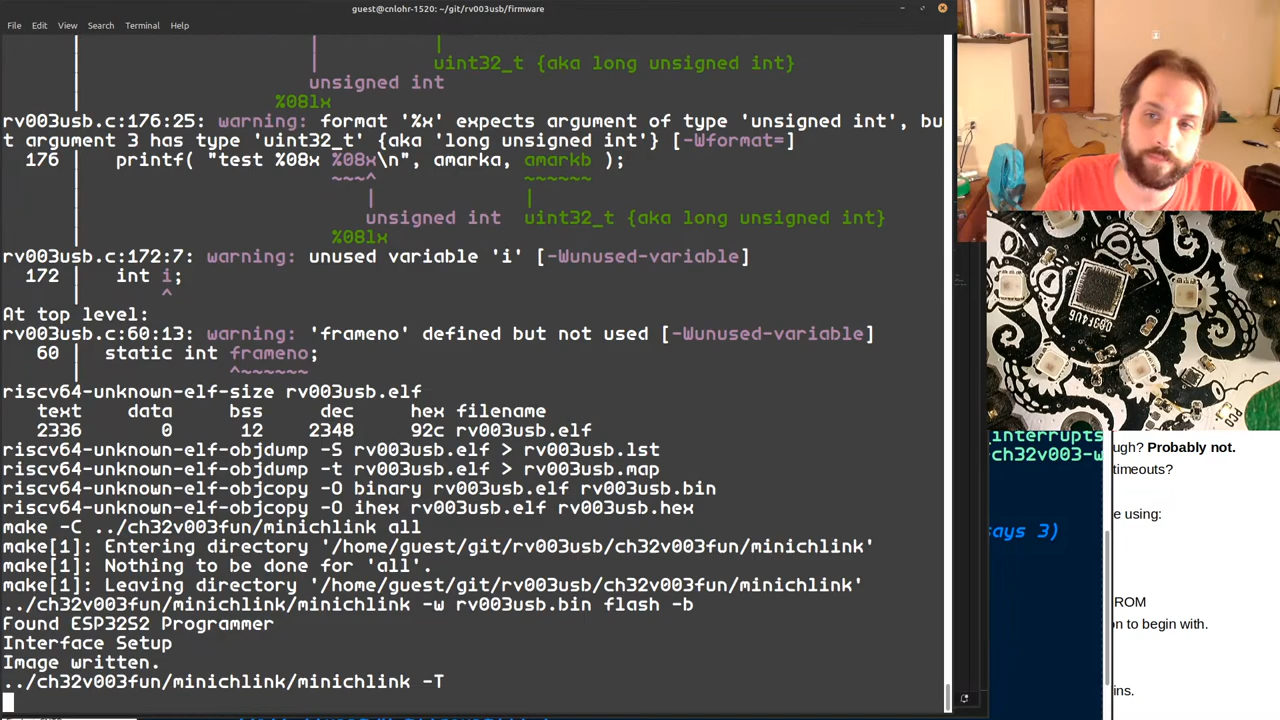 guest@cnlohr-1520: ~/git/rv003usb/firmware
File Edit View Search Terminal Help
| |
| uint32_t {aka long unsigned int}
unsigned int
%08lx
rv003usb.c:176:25: warning: format '%x' expects argument of type 'unsigned int', bu
t argument 3 has type 'uint32_t' {aka 'long unsigned int'} [-Wformat=]
176 | printf( "test %08x %08x\n", amarka, amarkb );
| ~~~^ ~~~~~~
| | |
| unsigned int uint32_t {aka long unsigned int}
| %08lx
rv003usb.c:172:7: warning: unused variable 'i' [-Wunused-variable]
172 | int i;
| ^
At top level:
rv003usb.c:60:13: warning: 'frameno' defined but not used [-Wunused-variable]
60 | static int frameno;
| ^~~~~~~
riscv64-unknown-elf-size rv003usb.elf
text data bss dec hex filename
2336 0 12 2348 92c rv003usb.elf
riscv64-unknown-elf-objdump -S rv003usb.elf > rv003usb.lst
riscv64-unknown-elf-objdump -t rv003usb.elf > rv003usb.map
riscv64-unknown-elf-objcopy -O binary rv003usb.elf rv003usb.bin
riscv64-unknown-elf-objcopy -O ihex rv003usb.elf rv003usb.hex
make -C ../ch32v003fun/minichlink all
make[1]: Entering directory '/home/guest/git/rv003usb/ch32v003fun/minichlink'
make[1]: Nothing to be done for 'all'.
make[1]: Leaving directory '/home/guest/git/rv003usb/ch32v003fun/minichlink'
../ch32v003fun/minichlink/minichlink -w rv003usb.bin flash -b
Found ESP32S2 Programmer
Interface Setup
Image written.
../ch32v003fun/minichlink/minichlink -T
interrupts
ch32v003-w
says 3)
ugh? Probably not.
timeouts?
e using:
ROM
on to begin with.
ins.